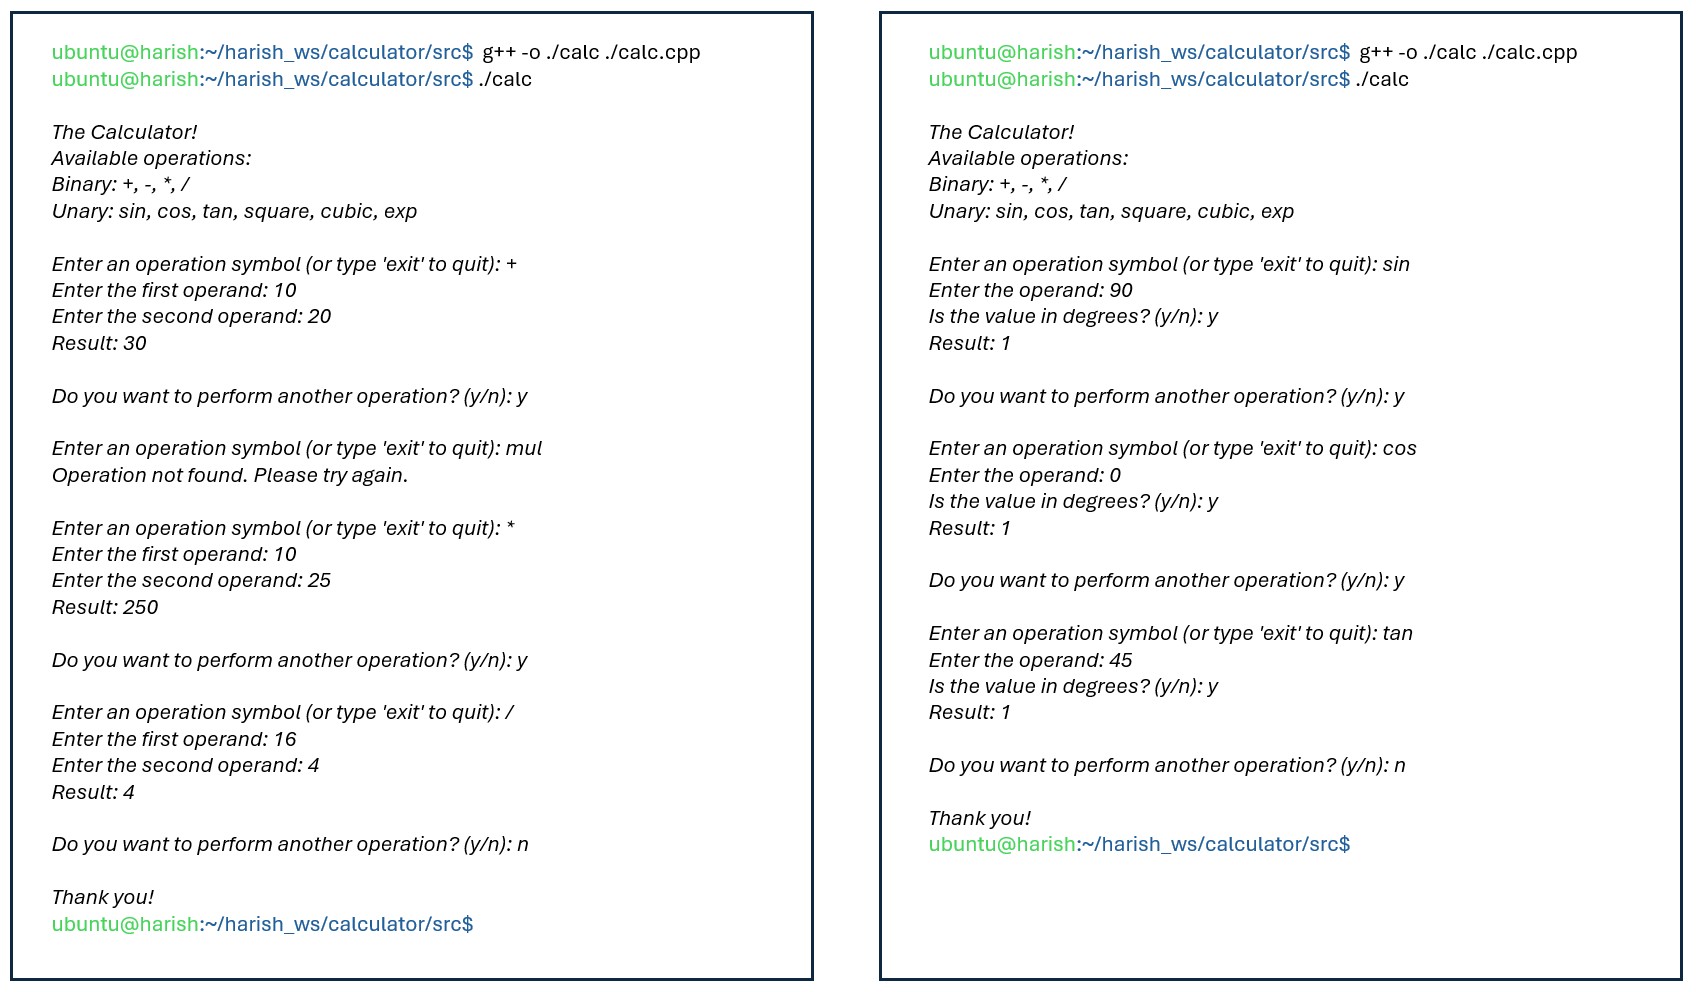 ubuntu@harish:~/harish_ws/calculator/src$ g++ -o ./calc ./calc.cpp
ubuntu@harish:~/harish_ws/calculator/src$ ./calc
The Calculator!
Available operations:
Binary: +, -, *, /
Unary: sin, cos, tan, square, cubic, exp
Enter an operation symbol (or type 'exit' to quit): +
Enter the first operand: 10
Enter the second operand: 20
Result: 30
Do you want to perform another operation? (y/n): y
Enter an operation symbol (or type 'exit' to quit): mul
Operation not found. Please try again.
Enter an operation symbol (or type 'exit' to quit): *
Enter the first operand: 10
Enter the second operand: 25
Result: 250
Do you want to perform another operation? (y/n): y
Enter an operation symbol (or type 'exit' to quit): /
Enter the first operand: 16
Enter the second operand: 4
Result: 4
Do you want to perform another operation? (y/n): n
Thank you!
ubuntu@harish:~/harish_ws/calculator/src$
ubuntu@harish:~/harish_ws/calculator/src$ g++ -o ./calc ./calc.cpp
ubuntu@harish:~/harish_ws/calculator/src$ ./calc
The Calculator!
Available operations:
Binary: +, -, *, /
Unary: sin, cos, tan, square, cubic, exp
Enter an operation symbol (or type 'exit' to quit): sin
Enter the operand: 90
Is the value in degrees? (y/n): y
Result: 1
Do you want to perform another operation? (y/n): y
Enter an operation symbol (or type 'exit' to quit): cos
Enter the operand: 0
Is the value in degrees? (y/n): y
Result: 1
Do you want to perform another operation? (y/n): y
Enter an operation symbol (or type 'exit' to quit): tan
Enter the operand: 45
Is the value in degrees? (y/n): y
Result: 1
Do you want to perform another operation? (y/n): n
Thank you!
ubuntu@harish:~/harish_ws/calculator/src$